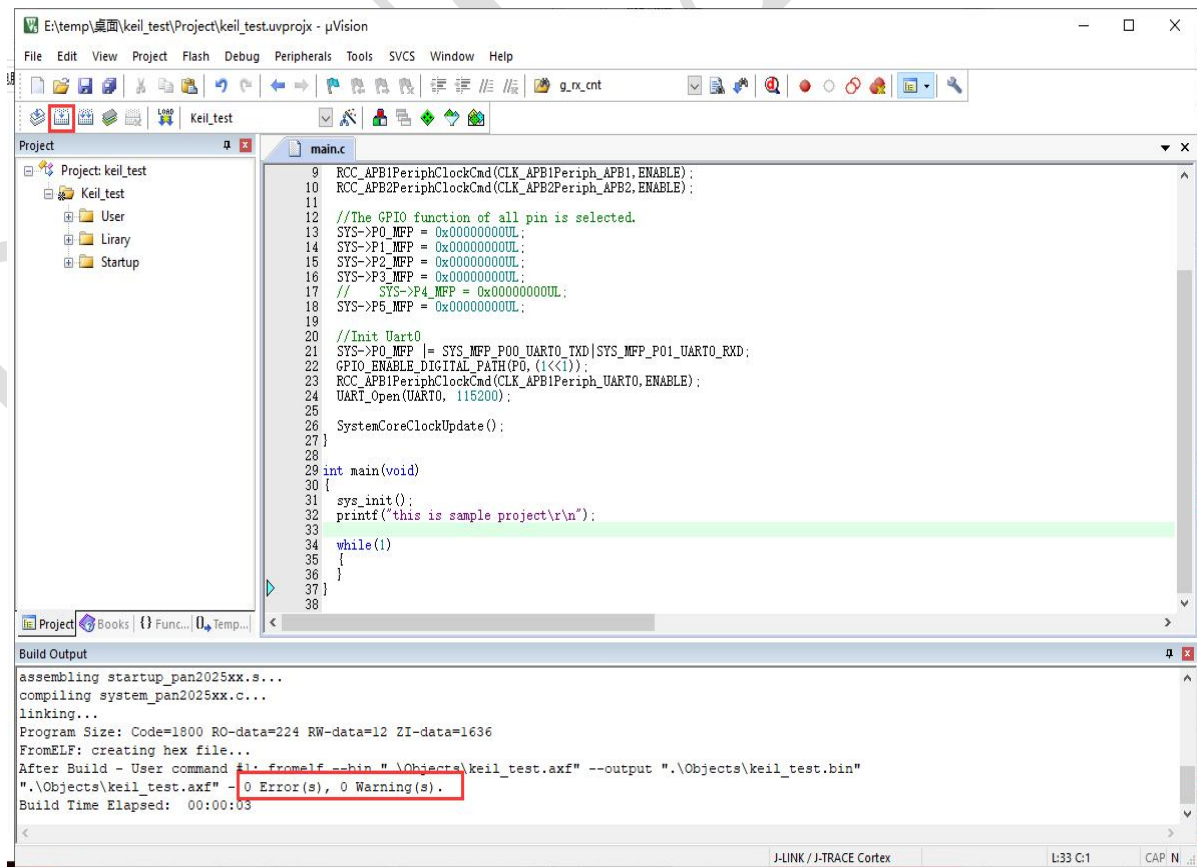 E:\temp\桌面\keil_test\Project\keil_test.uvprojx - µVision
File Edit View Project Flash Debug Peripherals Tools SVCS Window Help
g_rx_cnt
LOAD Keil_test
Project
main.c
Project: keil_test
Keil_test
User
Lirary
Startup
9 RCC_APB1PeriphClockCmd(CLK_APB1Periph_APB1,ENABLE);
10 RCC_APB2PeriphClockCmd(CLK_APB2Periph_APB2,ENABLE);
11
12 //The GPIO function of all pin is selected.
13 SYS->P0_MFP = 0x00000000UL;
14 SYS->P1_MFP = 0x00000000UL;
15 SYS->P2_MFP = 0x00000000UL;
16 SYS->P3_MFP = 0x00000000UL;
17 // SYS->P4_MFP = 0x00000000UL;
18 SYS->P5_MFP = 0x00000000UL;
19
20 //Init Uart0
21 SYS->P0_MFP |= SYS_MFP_P00_UART0_TXD|SYS_MFP_P01_UART0_RXD;
22 GPIO_ENABLE_DIGITAL_PATH(P0,(1<<1));
23 RCC_APB1PeriphClockCmd(CLK_APB1Periph_UART0,ENABLE);
24 UART_Open(UART0, 115200);
25
26 SystemCoreClockUpdate();
27 }
28
29 int main(void)
30 {
31 sys_init();
32 printf("this is sample project\r\n");
33
34 while(1)
35 {
36 }
37 }
38
Project Books {} Func... Temp...
Build Output
assembling startup_pan2025xx.s...
compiling system_pan2025xx.c...
linking...
Program Size: Code=1800 RO-data=224 RW-data=12 ZI-data=1636
FromELF: creating hex file...
After Build - User command #1: fromelf --bin ".\Objects\keil_test.axf" --output ".\Objects\keil_test.bin"
".\Objects\keil_test.axf" - 0 Error(s), 0 Warning(s).
Build Time Elapsed: 00:00:03
J-LINK / J-TRACE Cortex L:33 C:1 CAP N